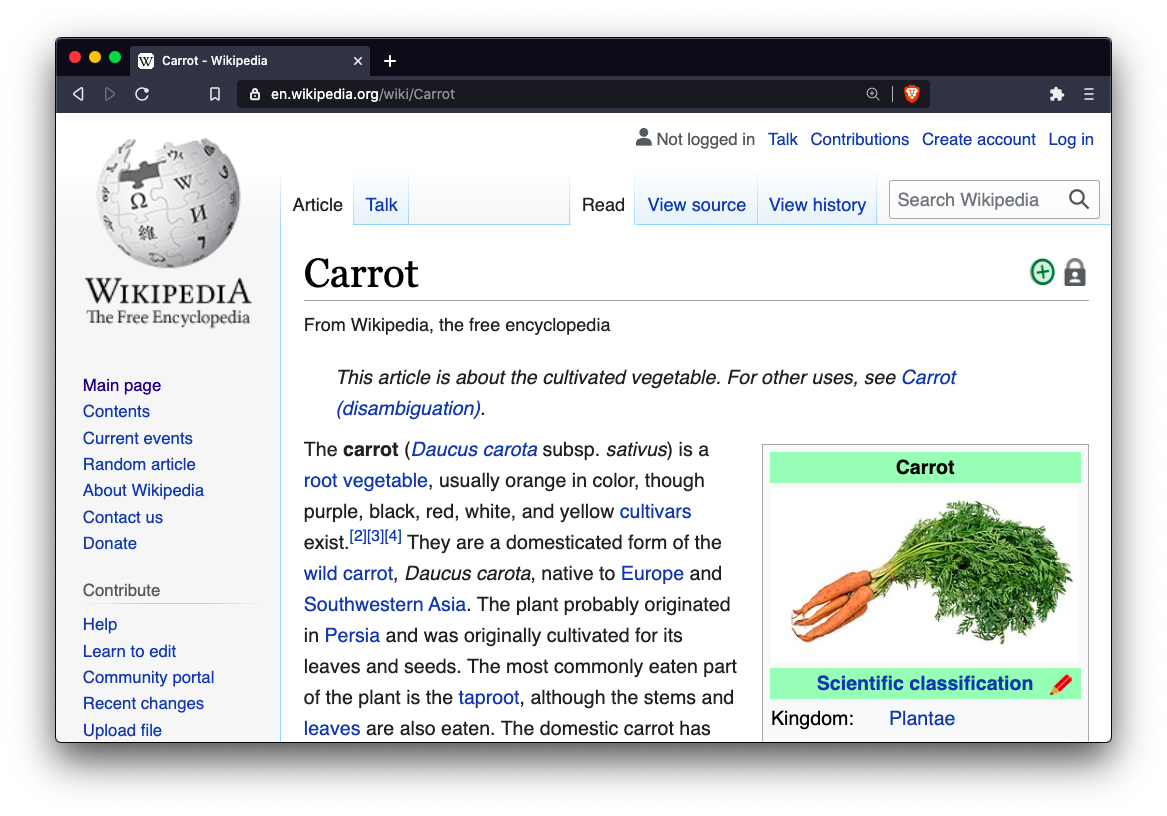 Carrot - Wikipedia
en.wikipedia.org/wiki/Carrot
Not logged in Talk Contributions Create account Log in
Article Talk Read View source View history Search Wikipedia
Ω W И 維 7
WIKIPEDIA
The Free Encyclopedia
Main page
Contents
Current events
Random article
About Wikipedia
Contact us
Donate
Contribute
Help
Learn to edit
Community portal
Recent changes
Upload file
Carrot
From Wikipedia, the free encyclopedia
This article is about the cultivated vegetable. For other uses, see Carrot
(disambiguation).
The carrot (Daucus carota subsp. sativus) is a
root vegetable, usually orange in color, though
purple, black, red, white, and yellow cultivars
exist.[2][3][4] They are a domesticated form of the
wild carrot, Daucus carota, native to Europe and
Southwestern Asia. The plant probably originated
in Persia and was originally cultivated for its
leaves and seeds. The most commonly eaten part
of the plant is the taproot, although the stems and
leaves are also eaten. The domestic carrot has
Carrot
Scientific classification
Kingdom: Plantae